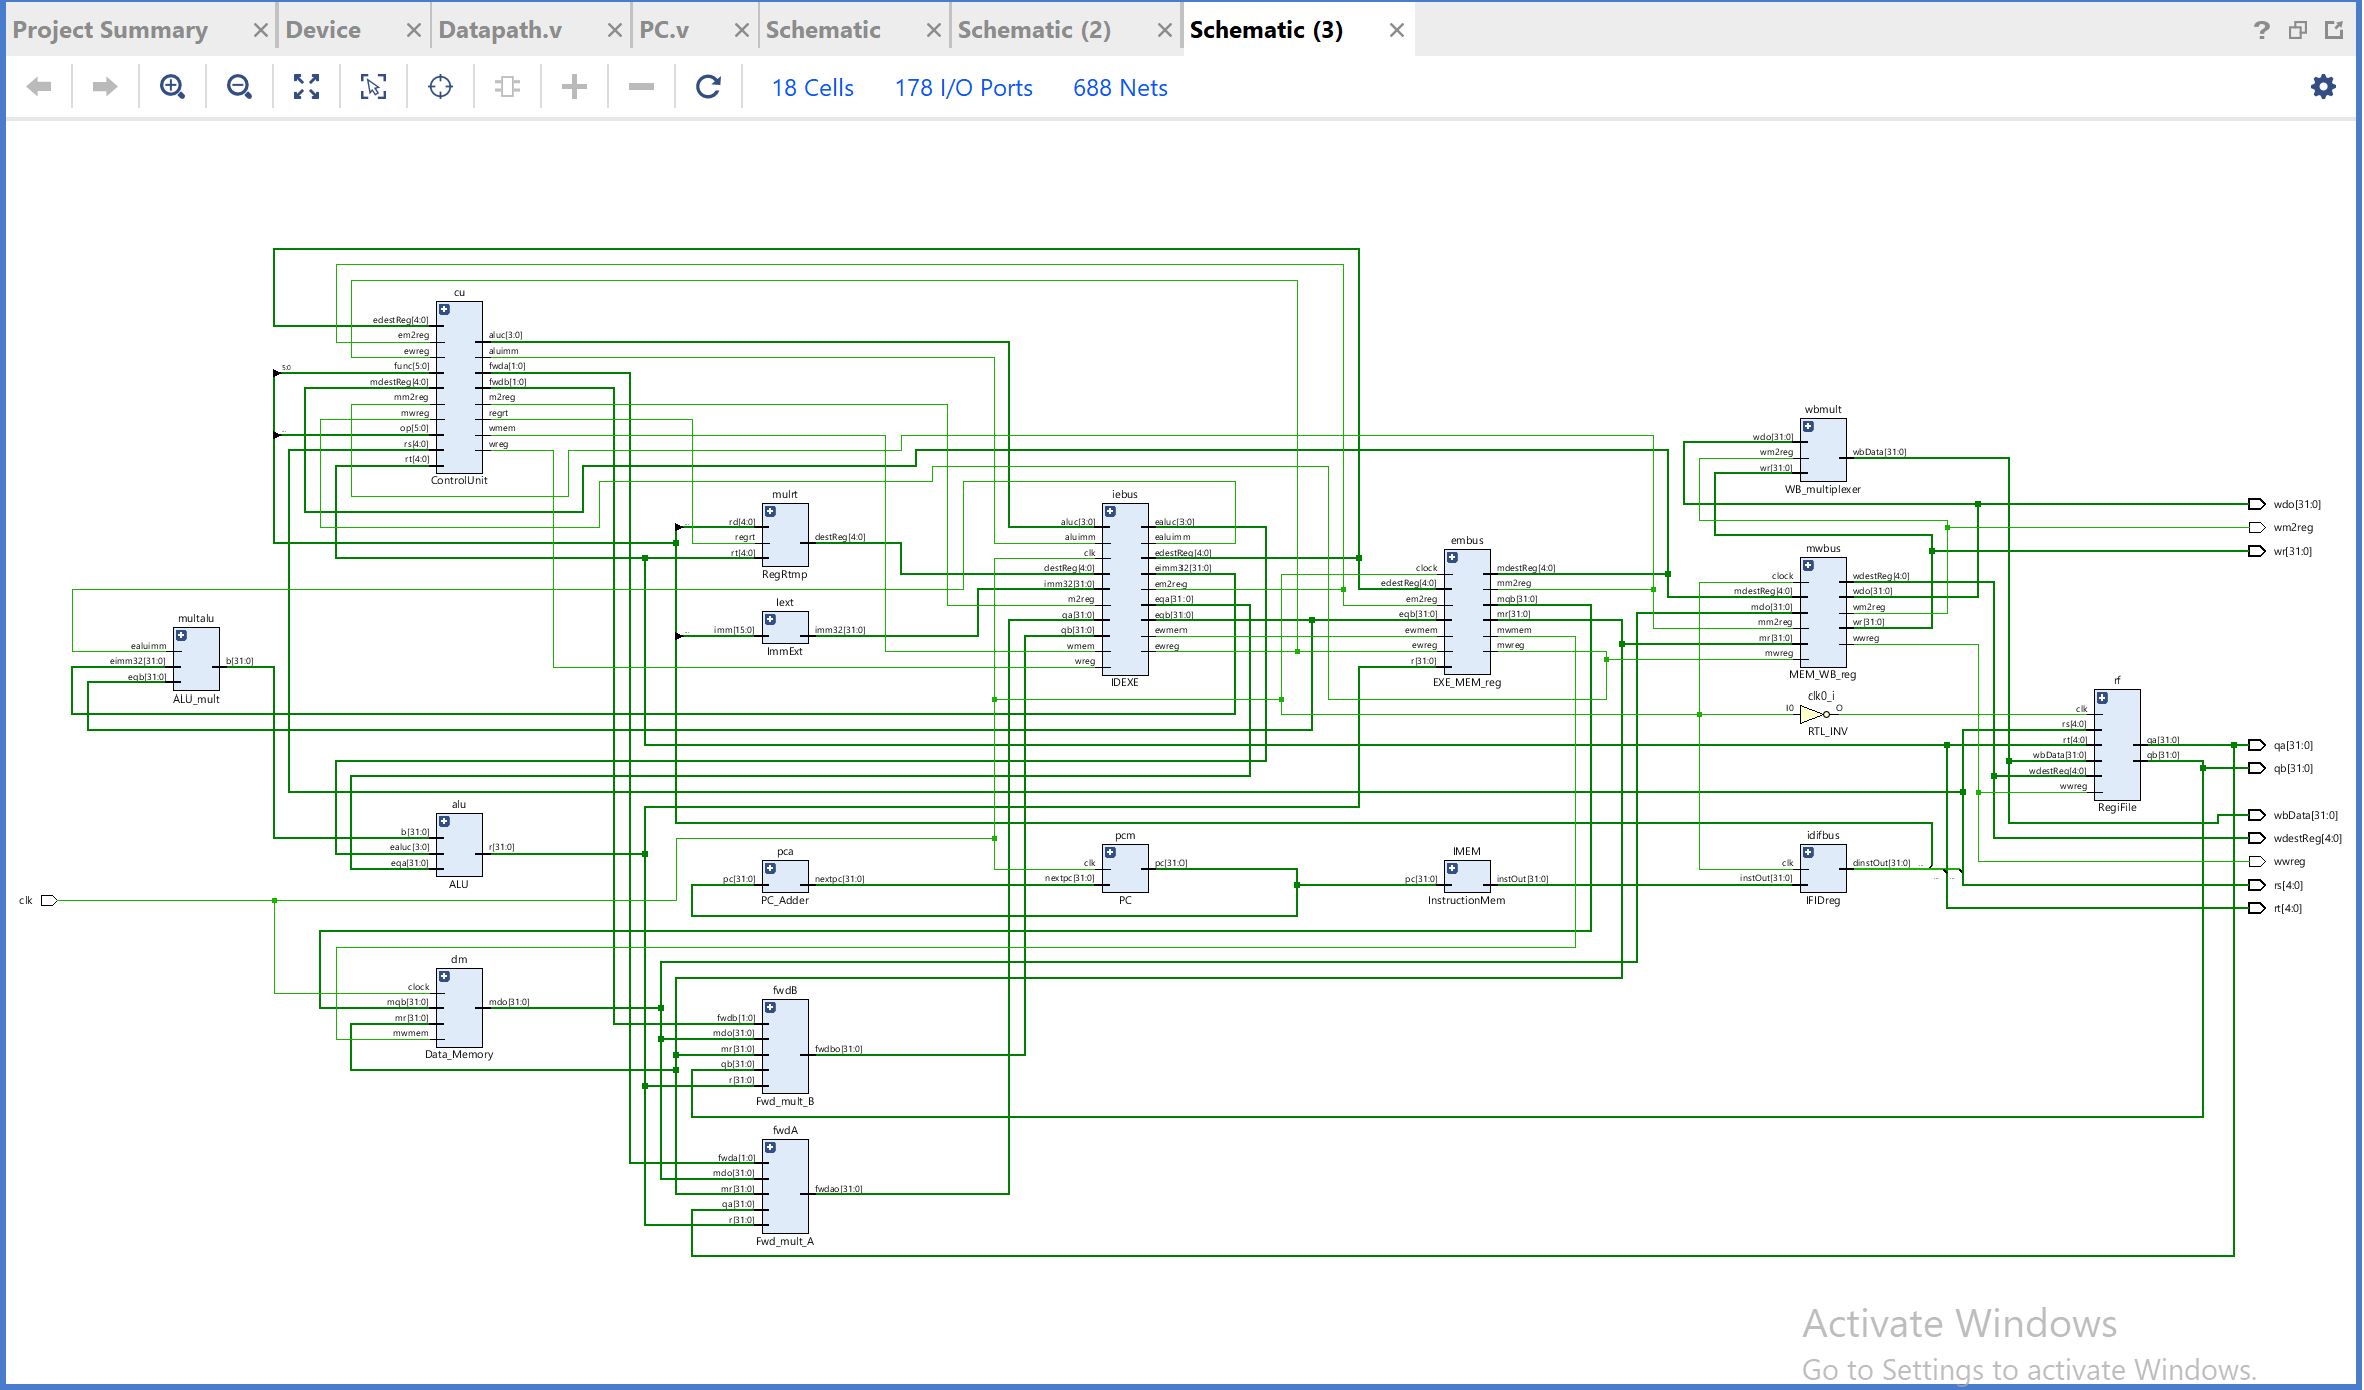 Project Summary
Device
Datapath.v
PC.v
Schematic
Schematic (2)
Schematic (3)
?
18 Cells
178 I/O Ports
688 Nets
cu
edestReg[4:0]
em2reg
ewreg
func[5:0]
mdestReg[4:0]
mm2reg
mwreg
op[5:0]
rs[4:0]
rt[4:0]
aluc[3:0]
aluimm
fwda[1:0]
fwdb[1:0]
m2reg
regrt
wmem
wreg
ControlUnit
5:0
mulrt
rd[4:0]
regrt
rt[4:0]
destReg[4:0]
RegRtmp
Iext
imm[15:0]
imm32[31:0]
ImmExt
multalu
ealuimm
eimm32[31:0]
eqb[31:0]
b[31:0]
ALU_mult
iebus
aluc[3:0]
aluimm
clk
destReg[4:0]
imm32[31:0]
m2reg
qa[31:0]
qb[31:0]
wmem
wreg
ealuc[3:0]
ealuimm
edestReg[4:0]
eimm32[31:0]
em2reg
eqa[31:0]
eqb[31:0]
ewmem
ewreg
IDEXE
embus
clock
edestReg[4:0]
em2reg
eqb[31:0]
ewmem
ewreg
r[31:0]
mdestReg[4:0]
mm2reg
mqb[31:0]
mr[31:0]
mwmem
mwreg
EXE_MEM_reg
wbmult
wdo[31:0]
wm2reg
wr[31:0]
wbData[31:0]
WB_multiplexer
mwbus
clock
mdestReg[4:0]
mdo[31:0]
mm2reg
mr[31:0]
mwreg
wdestReg[4:0]
wdo[31:0]
wm2reg
wr[31:0]
wwreg
MEM_WB_reg
clk0_i
I0
O
RTL_INV
rf
clk
rs[4:0]
rt[4:0]
wbData[31:0]
wdestReg[4:0]
wwreg
qa[31:0]
qb[31:0]
RegiFile
wdo[31:0]
wm2reg
wr[31:0]
qa[31:0]
qb[31:0]
wbData[31:0]
wdestReg[4:0]
wwreg
rs[4:0]
rt[4:0]
alu
b[31:0]
ealuc[3:0]
eqa[31:0]
r[31:0]
ALU
clk
pca
pc[31:0]
nextpc[31:0]
PC_Adder
pcm
clk
nextpc[31:0]
pc[31:0]
PC
IMEM
pc[31:0]
instOut[31:0]
InstructionMem
idifbus
clk
instOut[31:0]
dinstOut[31:0]
IFIDreg
dm
clock
mqb[31:0]
mr[31:0]
mwmem
mdo[31:0]
Data_Memory
fwdB
fwdb[1:0]
mdo[31:0]
mr[31:0]
qb[31:0]
r[31:0]
fwdbo[31:0]
Fwd_mult_B
fwdA
fwda[1:0]
mdo[31:0]
mr[31:0]
qa[31:0]
r[31:0]
fwdao[31:0]
Fwd_mult_A
Activate Windows
Go to Settings to activate Windows.